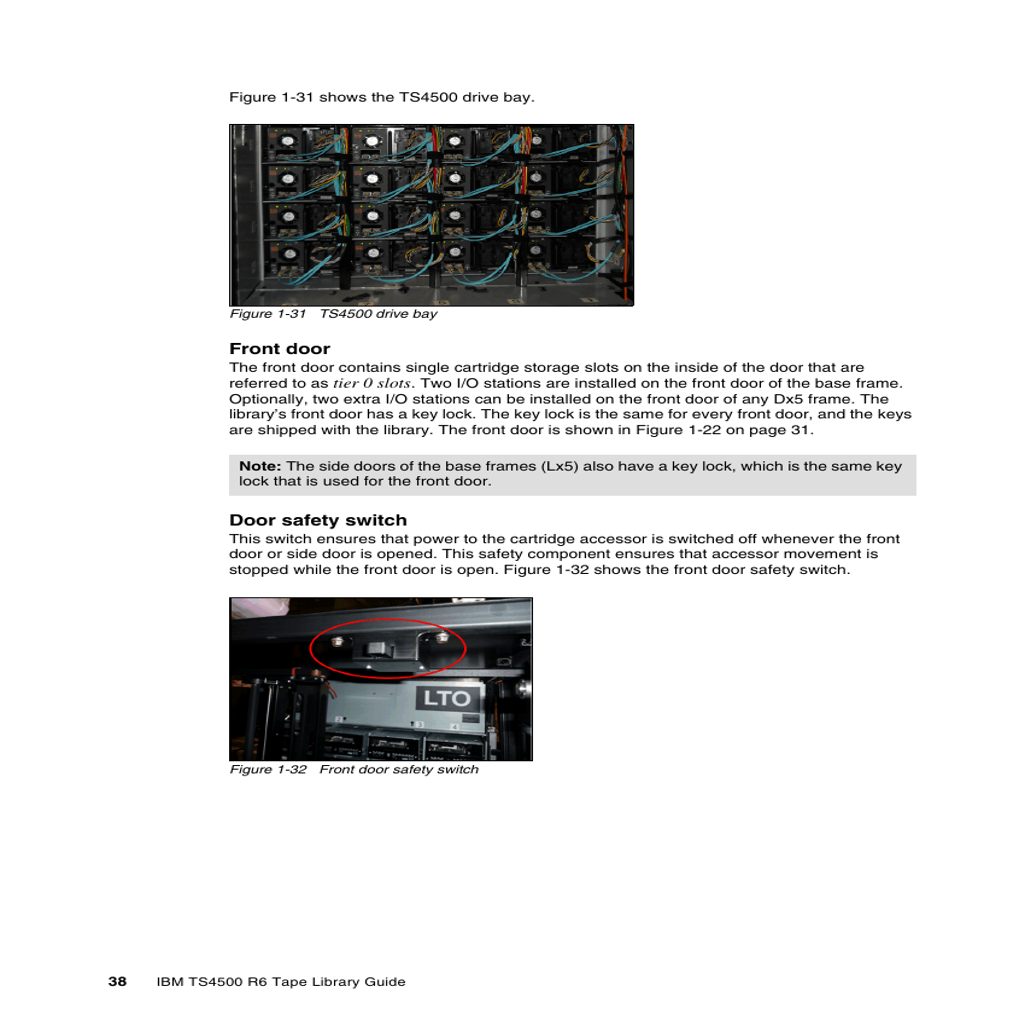 Figure 1-31 shows the TS4500 drive bay.
Figure 1-31 TS4500 drive bay
Front door
The front door contains single cartridge storage slots on the inside of the door that are
referred to as tier 0 slots. Two I/O stations are installed on the front door of the base frame.
Optionally, two extra I/O stations can be installed on the front door of any Dx5 frame. The
library’s front door has a key lock. The key lock is the same for every front door, and the keys
are shipped with the library. The front door is shown in Figure 1-22 on page 31.
Note: The side doors of the base frames (Lx5) also have a key lock, which is the same key
lock that is used for the front door.
Door safety switch
This switch ensures that power to the cartridge accessor is switched off whenever the front
door or side door is opened. This safety component ensures that accessor movement is
stopped while the front door is open. Figure 1-32 shows the front door safety switch.
LTO
2 3 4
Figure 1-32 Front door safety switch
38 IBM TS4500 R6 Tape Library Guide